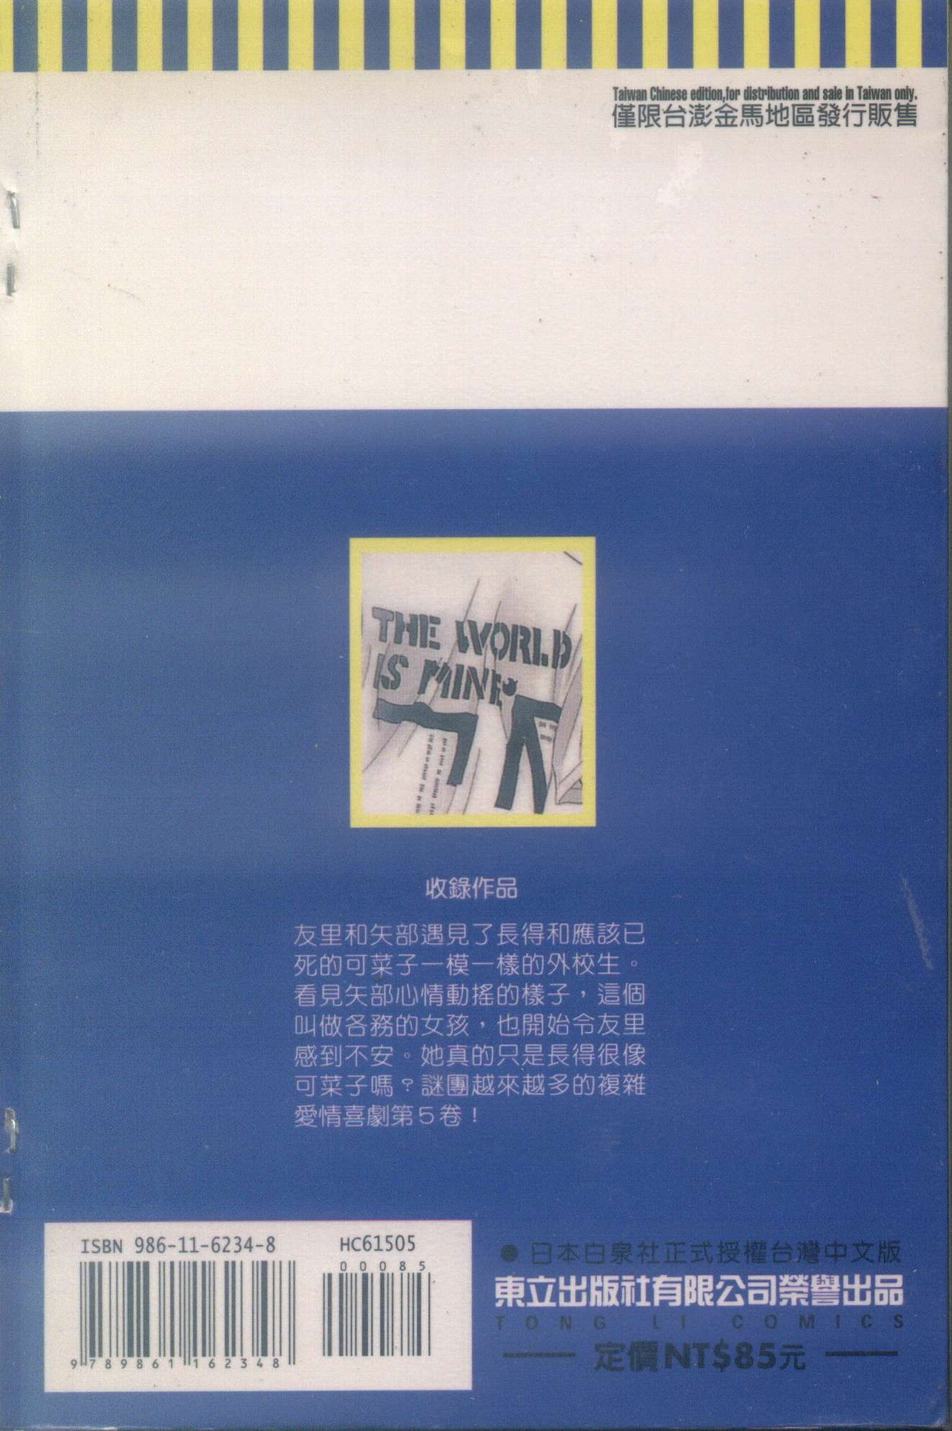 Taiwan Chinese edition,for distribution and sale in Taiwan only.
僅限台澎金馬地區發行販售
THE WORLD
IS MINE
收錄作品
友里和矢部遇見了長得和應該已
死的可菜子一模一樣的外校生。
看見矢部心情動搖的樣子，這個
叫做各務的女孩，也開始令友里
感到不安。她真的只是長得很像
可菜子嗎？謎團越來越多的複雜
愛情喜劇第５卷！
ISBN 986-11-6234-8
HC61505
00085
9 789861 162348
●日本白泉社正式授權台灣中文版
東立出版社有限公司榮譽出品
TONG LI COMICS
定價NT$85元